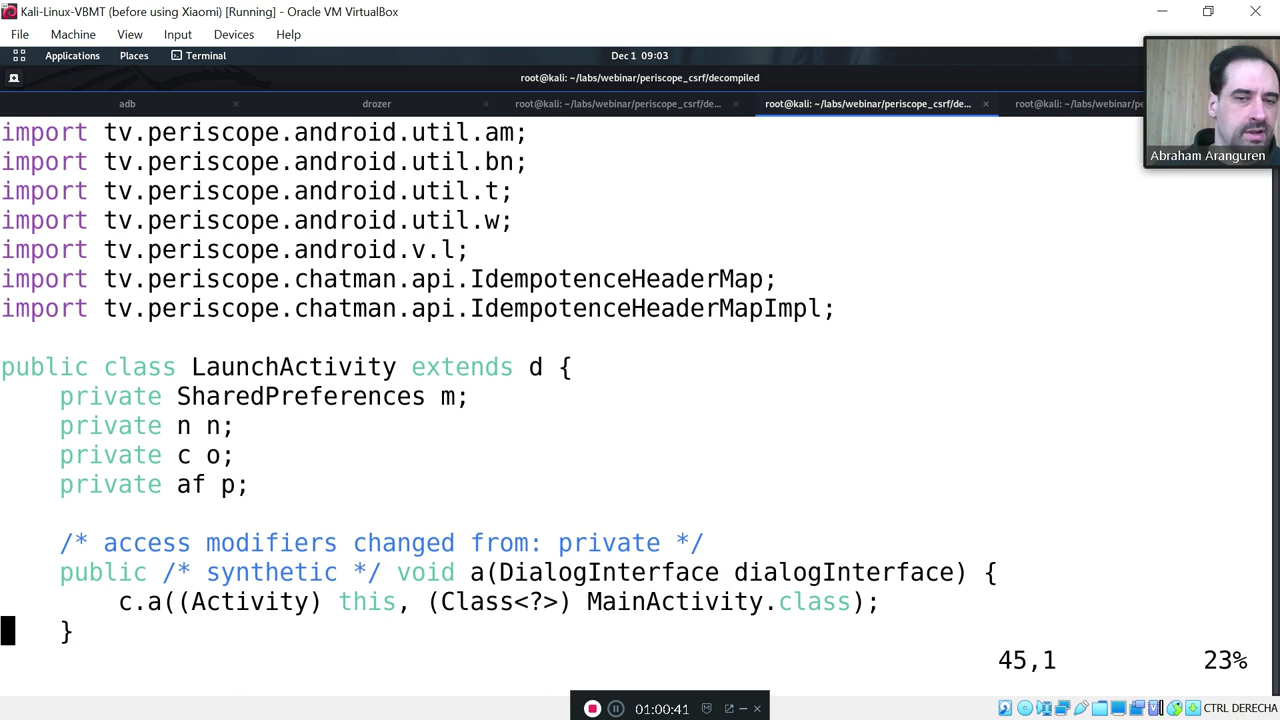 Kali-Linux-VBMT (before using Xiaomi) [Running] - Oracle VM VirtualBox
File Machine View Input Devices Help
Applications Places Terminal Dec 1 09:03
root@kali: ~/labs/webinar/periscope_csrf/decompiled
adb × drozer × root@kali: ~/labs/webinar/periscope_csrf/de... × root@kali: ~/labs/webinar/periscope_csrf/de... × root@kali: ~/labs/webinar/pe
Abraham Aranguren
import tv.periscope.android.util.am;
import tv.periscope.android.util.bn;
import tv.periscope.android.util.t;
import tv.periscope.android.util.w;
import tv.periscope.android.v.l;
import tv.periscope.chatman.api.IdempotenceHeaderMap;
import tv.periscope.chatman.api.IdempotenceHeaderMapImpl;
public class LaunchActivity extends d {
private SharedPreferences m;
private n n;
private c o;
private af p;
/* access modifiers changed from: private */
public /* synthetic */ void a(DialogInterface dialogInterface) {
c.a((Activity) this, (Class<?>) MainActivity.class);
}
45,1 23%
01:00:41
CTRL DERECHA